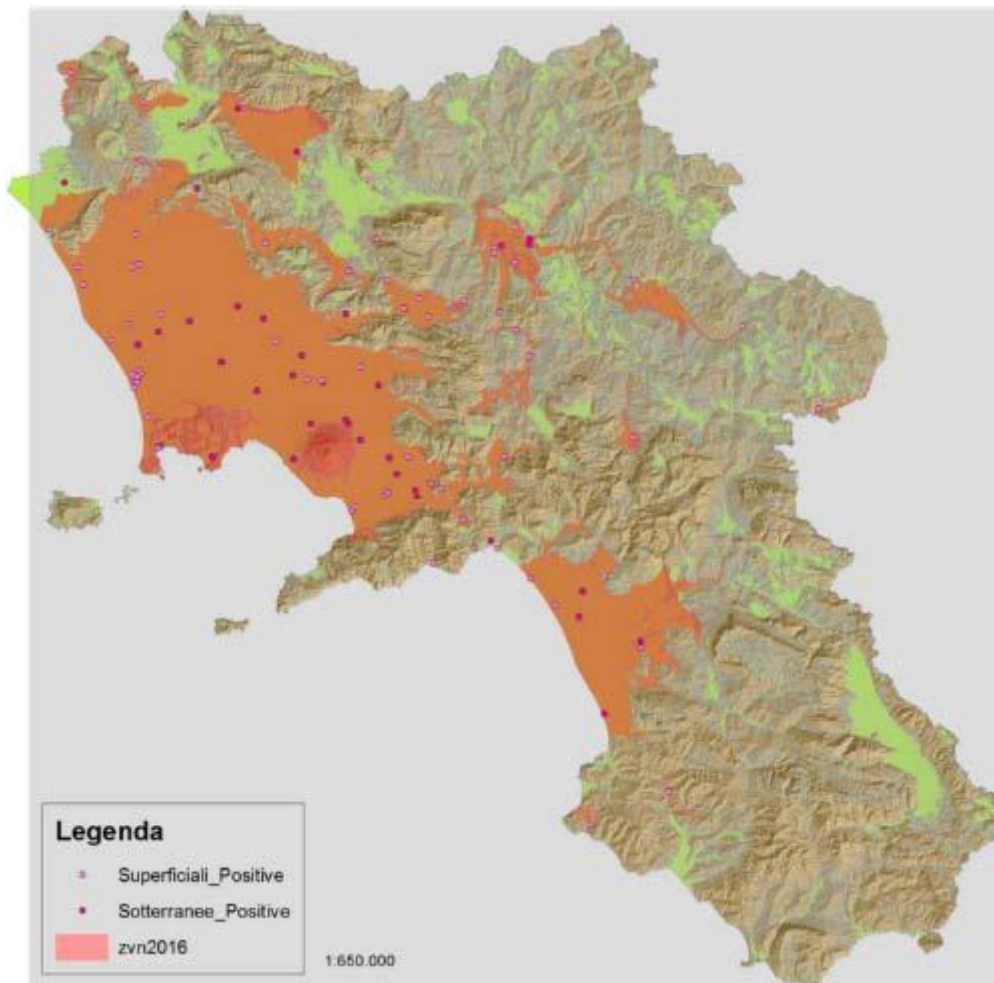 Legenda
Superficiali_Positive
Sotterranee_Positive
zvn2016
1:650.000